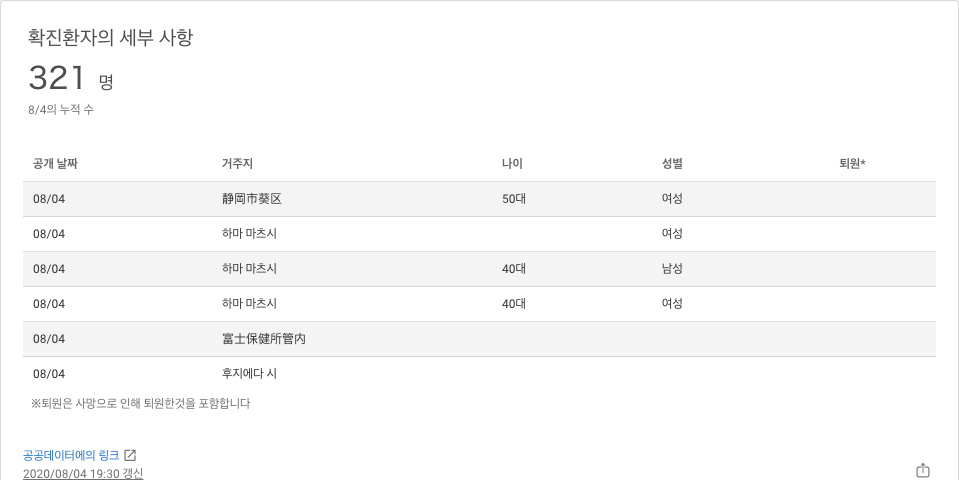 확진환자의 세부 사항
321 명
8/4의 누적 수
공개 날짜 거주지 나이 성별 퇴원*
08/04 静岡市葵区 50대 여성
08/04 하마 마츠시 여성
08/04 하마 마츠시 40대 남성
08/04 하마 마츠시 40대 여성
08/04 富士保健所管内
08/04 후지에다 시
※퇴원은 사망으로 인해 퇴원한것을 포함합니다
공공데이터에의 링크
2020/08/04 19:30 갱신